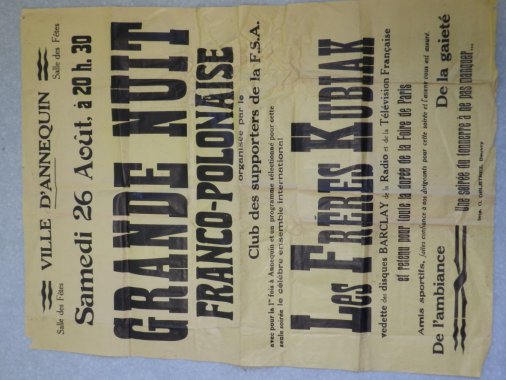 VILLE D'ANNEQUIN
Salle des Fêtes
Salle des Fêtes
Samedi 26 Août, à 20 h. 30
GRANDE NUIT
FRANCO-POLONAISE
organisée par le
Club des supporters de la F.S.A.
avec pour la 1re fois à Annequin et un programme sélectionné pour cette
seule soirée le célèbre ensemble international
Les Frères Kubiak
vedette des disques BARCLAY de la Radio et de la Télévision Française
et retenu pour toute la durée de la Foire de Paris
Amis sportifs, faites confiance à vos dirigeants pour cette soirée et l'œuvre vous est assuré.
De l'ambiance
De la gaieté
Une soirée du tonnerre à ne pas manquer...